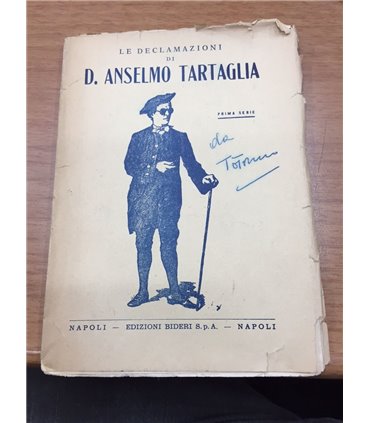 LE DECLAMAZIONI
DI
D. ANSELMO TARTAGLIA
PRIMA SERIE
da
NAPOLI — EDIZIONI BIDERI S.p.A. — NAPOLI